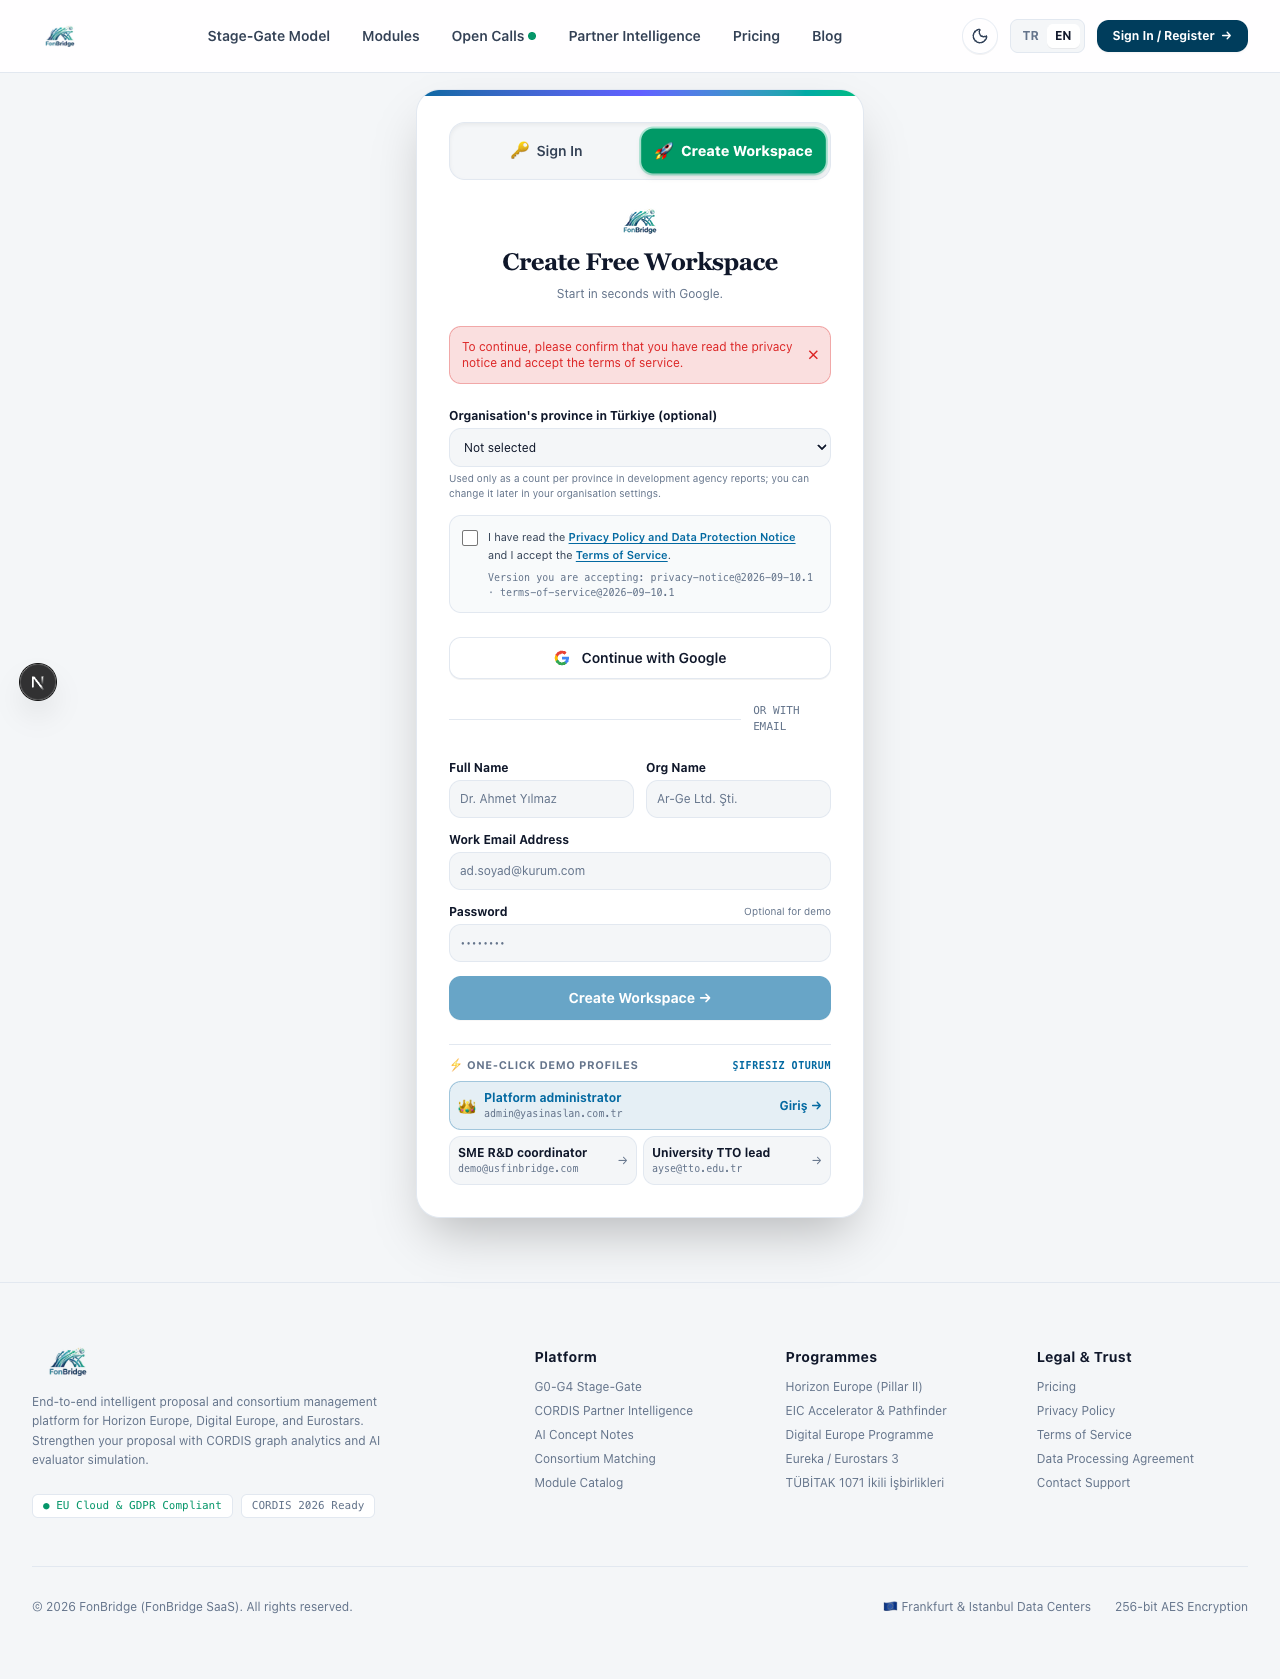 FonBridge
Stage-Gate Model
Modules
Open Calls
Partner Intelligence
Pricing
Blog
TR
EN
Sign In / Register →
🔑 Sign In
🚀 Create Workspace
FonBridge
Create Free Workspace
Start in seconds with Google.
To continue, please confirm that you have read the privacy
notice and accept the terms of service.
×
Organisation's province in Türkiye (optional)
Not selected
Used only as a count per province in development agency reports; you can
change it later in your organisation settings.
I have read the Privacy Policy and Data Protection Notice
and I accept the Terms of Service.
Version you are accepting: privacy-notice@2026-09-10.1
· terms-of-service@2026-09-10.1
Continue with Google
N
OR WITH
EMAIL
Full Name
Org Name
Dr. Ahmet Yılmaz
Ar-Ge Ltd. Şti.
Work Email Address
ad.soyad@kurum.com
Password
Optional for demo
••••••••
Create Workspace →
⚡ ONE-CLICK DEMO PROFILES
ŞIFRESIZ OTURUM
Platform administrator
admin@yasinaslan.com.tr
Giriş →
SME R&D coordinator
demo@usfinbridge.com
→
University TTO lead
ayse@tto.edu.tr
→
FonBridge
End-to-end intelligent proposal and consortium management
platform for Horizon Europe, Digital Europe, and Eurostars.
Strengthen your proposal with CORDIS graph analytics and AI
evaluator simulation.
● EU Cloud & GDPR Compliant
CORDIS 2026 Ready
Platform
G0-G4 Stage-Gate
CORDIS Partner Intelligence
AI Concept Notes
Consortium Matching
Module Catalog
Programmes
Horizon Europe (Pillar II)
EIC Accelerator & Pathfinder
Digital Europe Programme
Eureka / Eurostars 3
TÜBİTAK 1071 İkili İşbirlikleri
Legal & Trust
Pricing
Privacy Policy
Terms of Service
Data Processing Agreement
Contact Support
© 2026 FonBridge (FonBridge SaaS). All rights reserved.
🇪🇺 Frankfurt & Istanbul Data Centers
256-bit AES Encryption